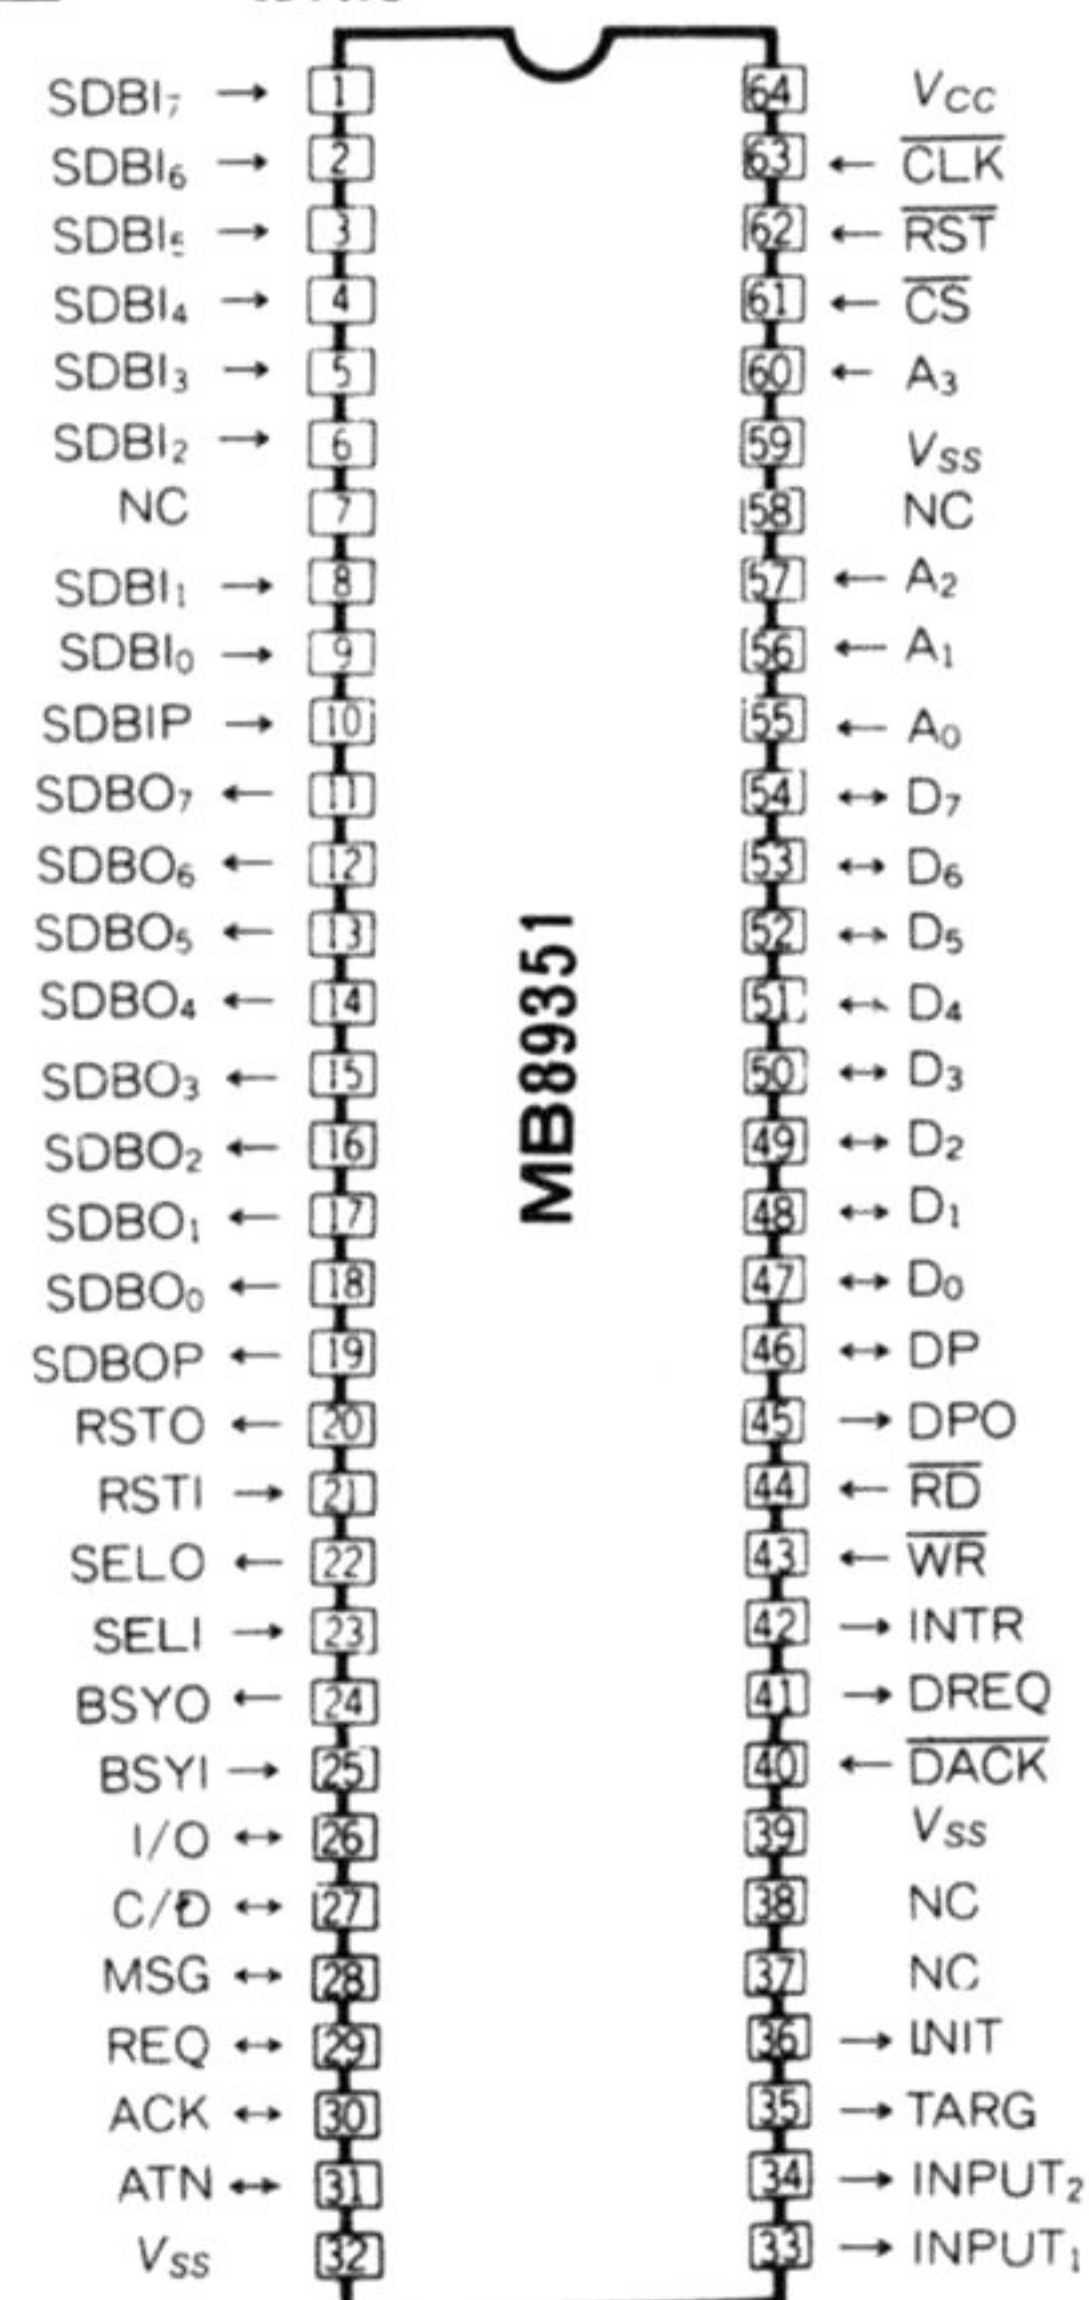 SDBI₇ → 1 64 Vcc
SDBI₆ → 2 63 ← C̅L̅K̅
SDBI₅ → 3 62 ← R̅S̅T̅
SDBI₄ → 4 61 ← C̅S̅
SDBI₃ → 5 60 ← A₃
SDBI₂ → 6 59 Vss
NC 7 58 NC
SDBI₁ → 8 57 ← A₂
SDBI₀ → 9 56 ← A₁
SDBIP → 10 55 ← A₀
SDBO₇ ← 11 54 ↔ D₇
SDBO₆ ← 12 53 ↔ D₆
SDBO₅ ← 13 52 ↔ D₅
SDBO₄ ← 14 51 ↔ D₄
SDBO₃ ← 15 50 ↔ D₃
SDBO₂ ← 16 49 ↔ D₂
SDBO₁ ← 17 48 ↔ D₁
SDBO₀ ← 18 47 ↔ D₀
SDBOP ← 19 46 ↔ DP
RSTO ← 20 45 → DPO
RSTI → 21 44 ← R̅D̅
SELO ← 22 43 ← W̅R̅
SELI → 23 42 → INTR
BSYO ← 24 41 → DREQ
BSYI → 25 40 ← D̅A̅C̅K̅
I/O ↔ 26 39 Vss
C/D ↔ 27 38 NC
MSG ↔ 28 37 NC
REQ ↔ 29 36 → INIT
ACK ↔ 30 35 → TARG
ATN ↔ 31 34 → INPUT₂
Vss 32 33 → INPUT₁
MB89351